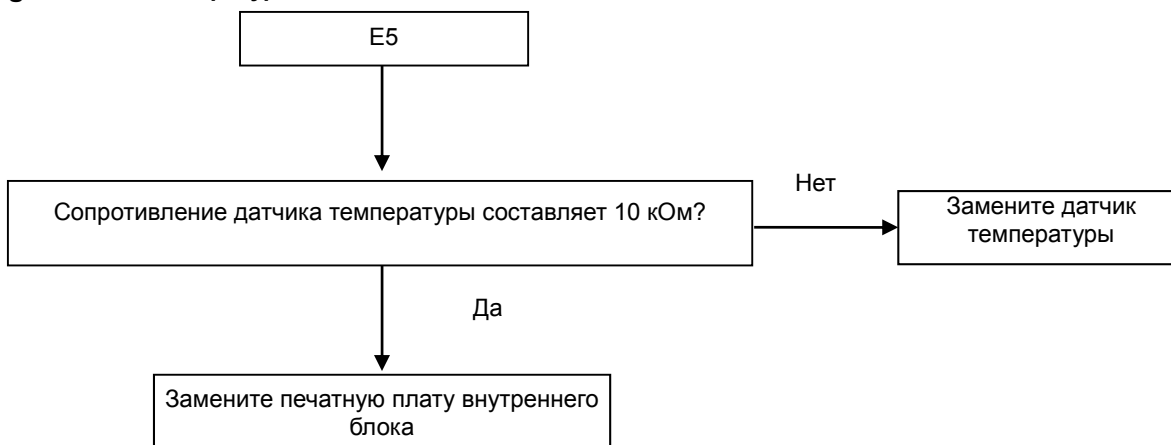 E5
Сопротивление датчика температуры составляет 10 кОм?
Нет
Замените датчик
температуры
Да
Замените печатную плату внутреннего
блока